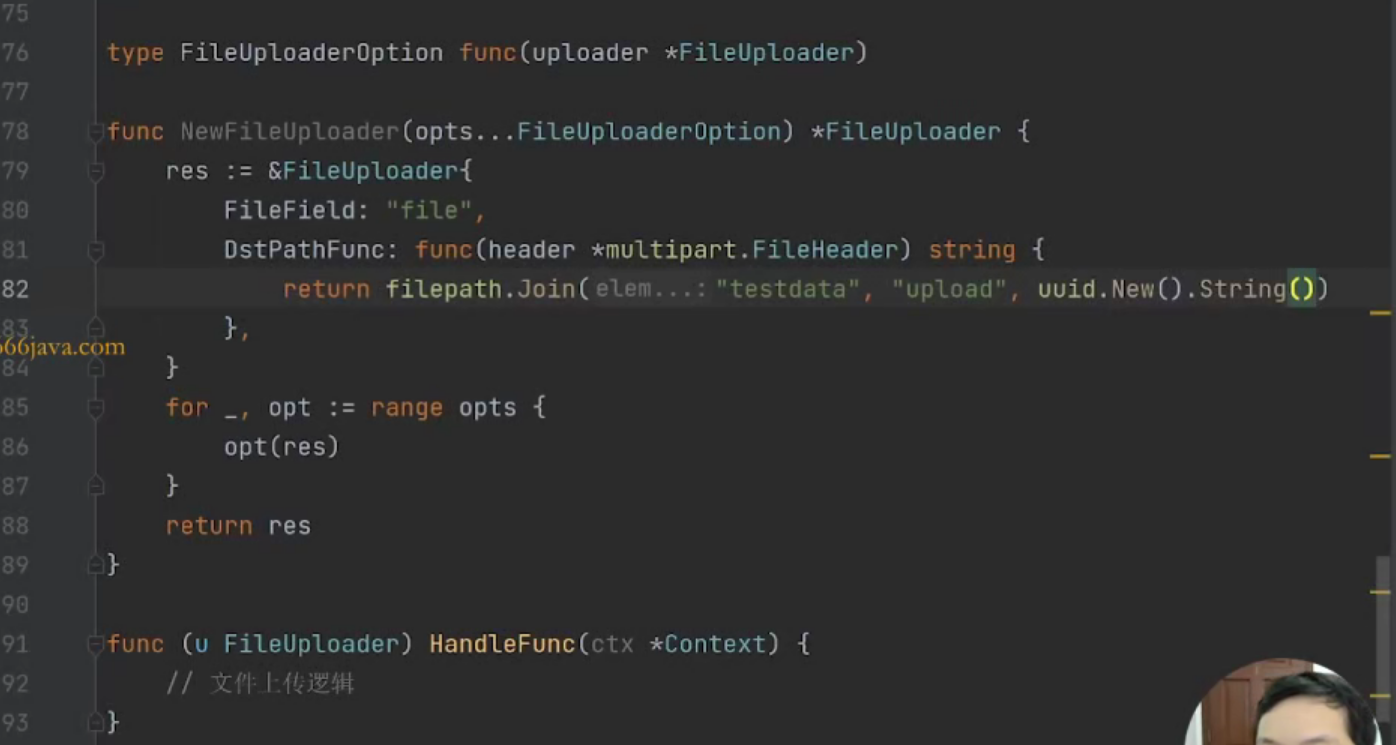 75
76 type FileUploaderOption func(uploader *FileUploader)
77
78 func NewFileUploader(opts...FileUploaderOption) *FileUploader {
79 res := &FileUploader{
80 FileField: "file",
81 DstPathFunc: func(header *multipart.FileHeader) string {
82 return filepath.Join(elem...: "testdata", "upload", uuid.New().String())
83 },
66java.com
84 }
85 for _, opt := range opts {
86 opt(res)
87 }
88 return res
89 }
90
91 func (u FileUploader) HandleFunc(ctx *Context) {
92 // 文件上传逻辑
93 }